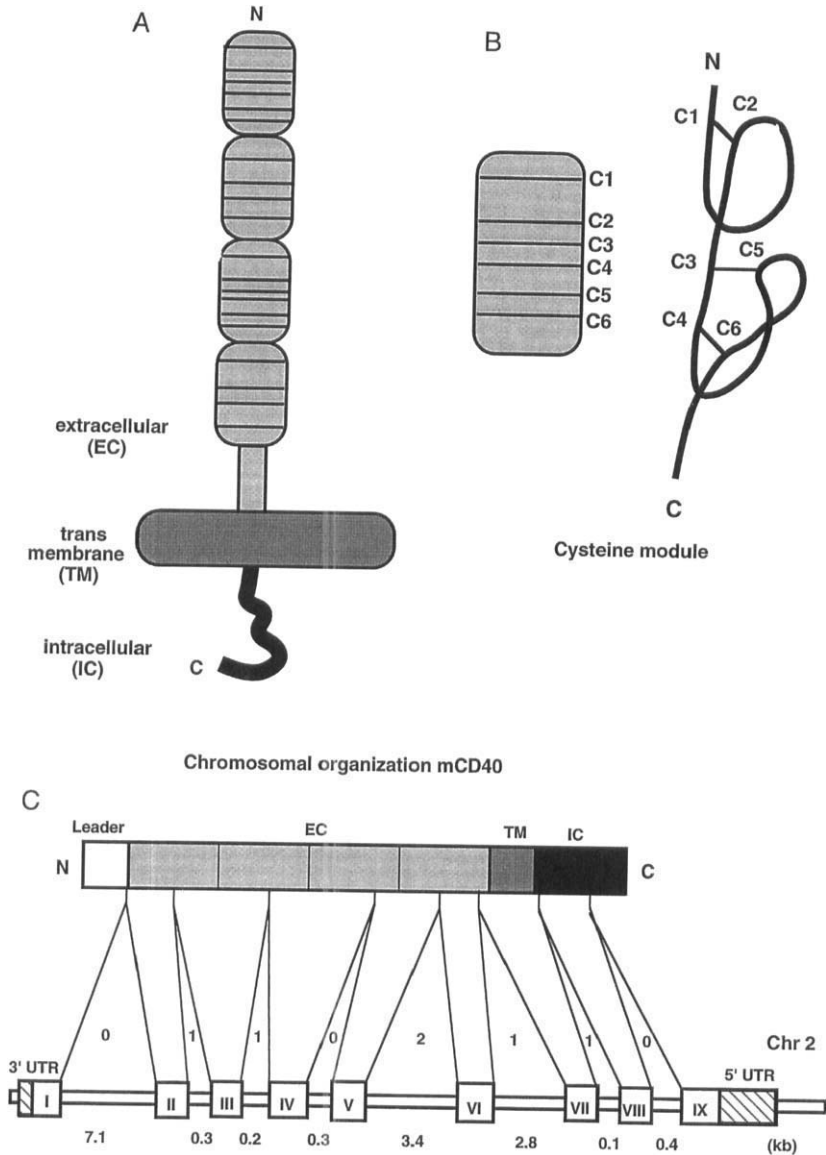 A
N
extracellular
(EC)
trans
membrane
(TM)
intracellular
(IC)
C
B
C1
C2
C3
C4
C5
C6
N
C1
C2
C3
C5
C4
C6
C
Cysteine module
Chromosomal organization mCD40
C
Leader
EC
TM
IC
N
C
0
1
1
0
2
1
1
0
Chr 2
3' UTR
5' UTR
I
II
III
IV
V
VI
VII
VIII
IX
7.1
0.3
0.2
0.3
3.4
2.8
0.1
0.4
(kb)